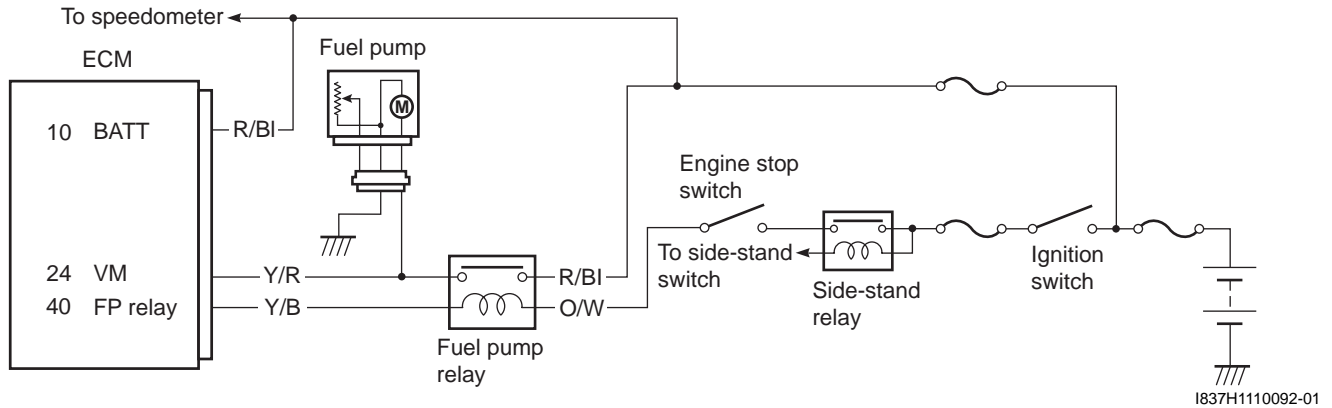 To speedometer
ECM
Fuel pump
M
10 BATT
R/Bl
Engine stop
switch
To side-stand
switch
Side-stand
relay
Ignition
switch
24 VM
Y/R
R/Bl
40 FP relay
Y/B
O/W
Fuel pump
relay
I837H1110092-01